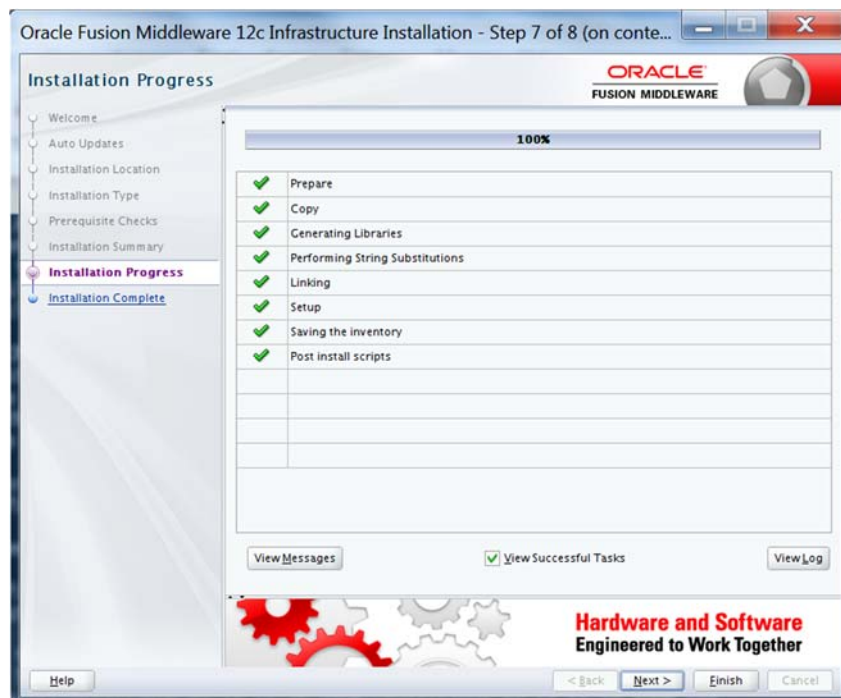 Oracle Fusion Middleware 12c Infrastructure Installation - Step 7 of 8 (on conte...
Installation Progress
ORACLE
FUSION MIDDLEWARE
Welcome
Auto Updates
Installation Location
Installation Type
Prerequisite Checks
Installation Summary
Installation Progress
Installation Complete
100%
Prepare
Copy
Generating Libraries
Performing String Substitutions
Linking
Setup
Saving the inventory
Post install scripts
View Messages
View Successful Tasks
View Log
Hardware and Software
Engineered to Work Together
Help
< Back
Next >
Finish
Cancel